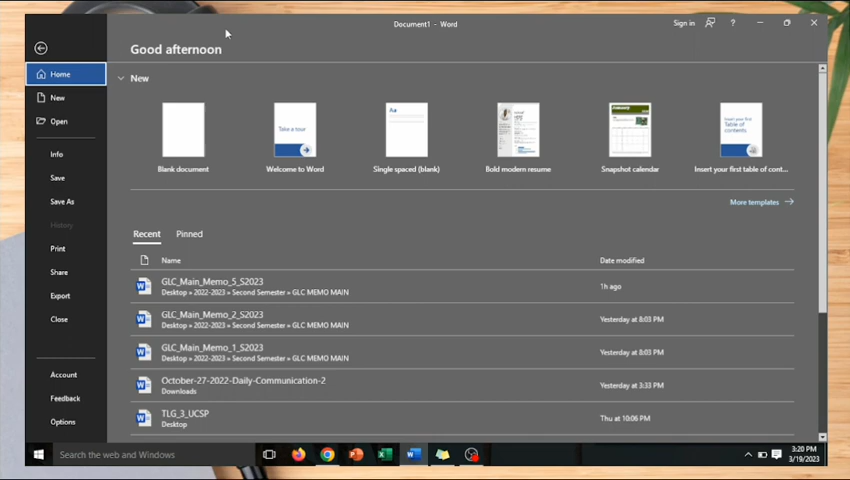 Document1 - Word
Sign in
?
Good afternoon
Home
New
Open
Info
Save
Save As
History
Print
Share
Export
Close
Account
Feedback
Options
New
Aa
Take a tour
Insert your first Table of contents
Blank document
Welcome to Word
Single spaced (blank)
Bold modern resume
Snapshot calendar
Insert your first table of cont...
More templates
Recent
Pinned
Name
Date modified
GLC_Main_Memo_5_S2023
Desktop » 2022-2023 » Second Semester » GLC MEMO MAIN
1h ago
GLC_Main_Memo_2_S2023
Desktop » 2022-2023 » Second Semester » GLC MEMO MAIN
Yesterday at 8:03 PM
GLC_Main_Memo_1_S2023
Desktop » 2022-2023 » Second Semester » GLC MEMO MAIN
Yesterday at 8:03 PM
October-27-2022-Daily-Communication-2
Downloads
Yesterday at 3:33 PM
TLG_3_UCSP
Desktop
Thu at 10:06 PM
Search the web and Windows
3:20 PM
3/19/2023